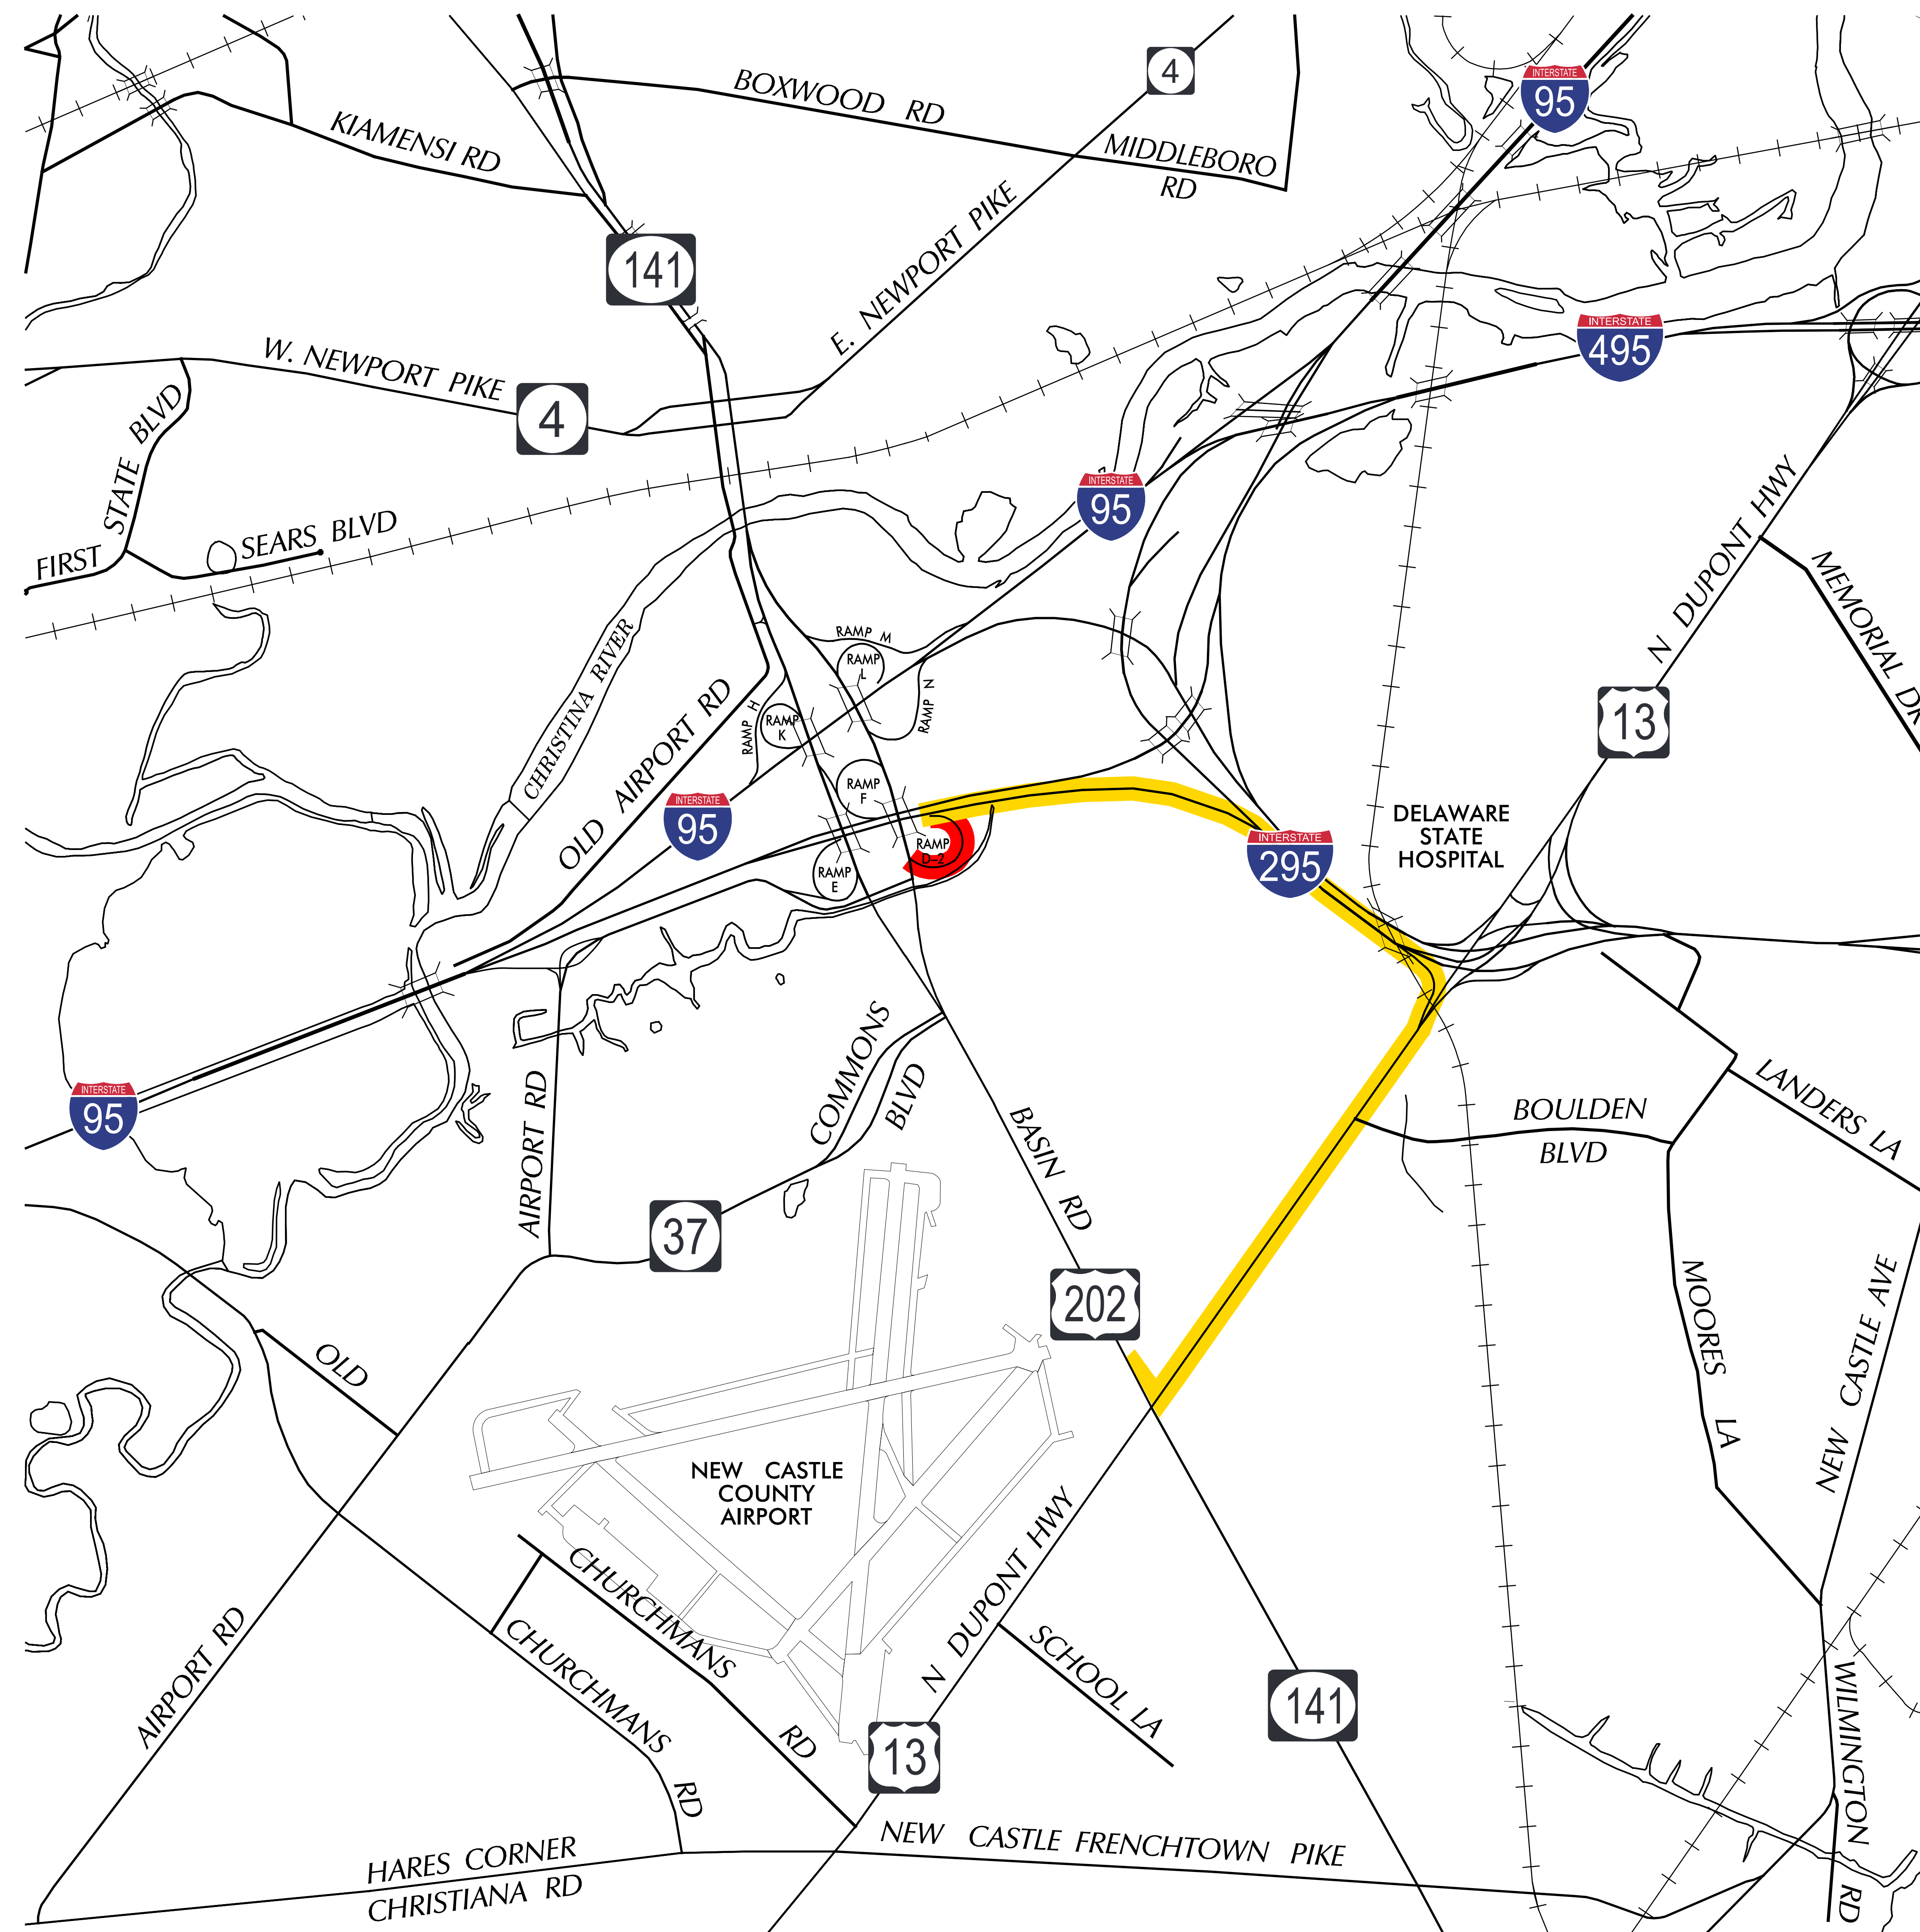 4
BOXWOOD RD
INTERSTATE
95
KIAMENSI RD
MIDDLEBORO
RD
141
E. NEWPORT PIKE
INTERSTATE
495
W. NEWPORT PIKE
4
STATE BLVD
FIRST
SEARS BLVD
INTERSTATE
95
N DUPONT HWY
MEMORIAL DR
CHRISTINA RIVER
RAMP M
RAMP
L
RAMP N
RAMP H
RAMP
K
OLD AIRPORT RD
13
RAMP
F
INTERSTATE
95
RAMP
D-2
RAMP
E
INTERSTATE
295
DELAWARE
STATE
HOSPITAL
COMMONS
BLVD
AIRPORT RD
INTERSTATE
95
BASIN RD
BOULDEN
BLVD
LANDERS LA
37
202
MOORES LA
NEW CASTLE AVE
OLD
NEW CASTLE
COUNTY
AIRPORT
CHURCHMANS
RD
N DUPONT HWY
SCHOOL LA
AIRPORT RD
CHURCHMANS
RD
141
13
WILMINGTON
RD
HARES CORNER
CHRISTIANA RD
NEW CASTLE FRENCHTOWN PIKE